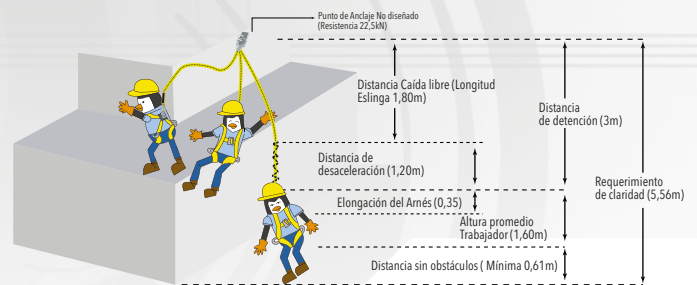 Punto de Anclaje No diseñado
(Resistencia 22,5kN)
Distancia Caída libre (Longitud
Eslinga 1,80m)
Distancia
de detención (3m)
Distancia de
desaceleración (1,20m)
Requerimiento
de claridad (5,56m)
Elongación del Arnés (0,35)
Altura promedio
Trabajador (1,60m)
Distancia sin obstáculos ( Mínima 0,61m)